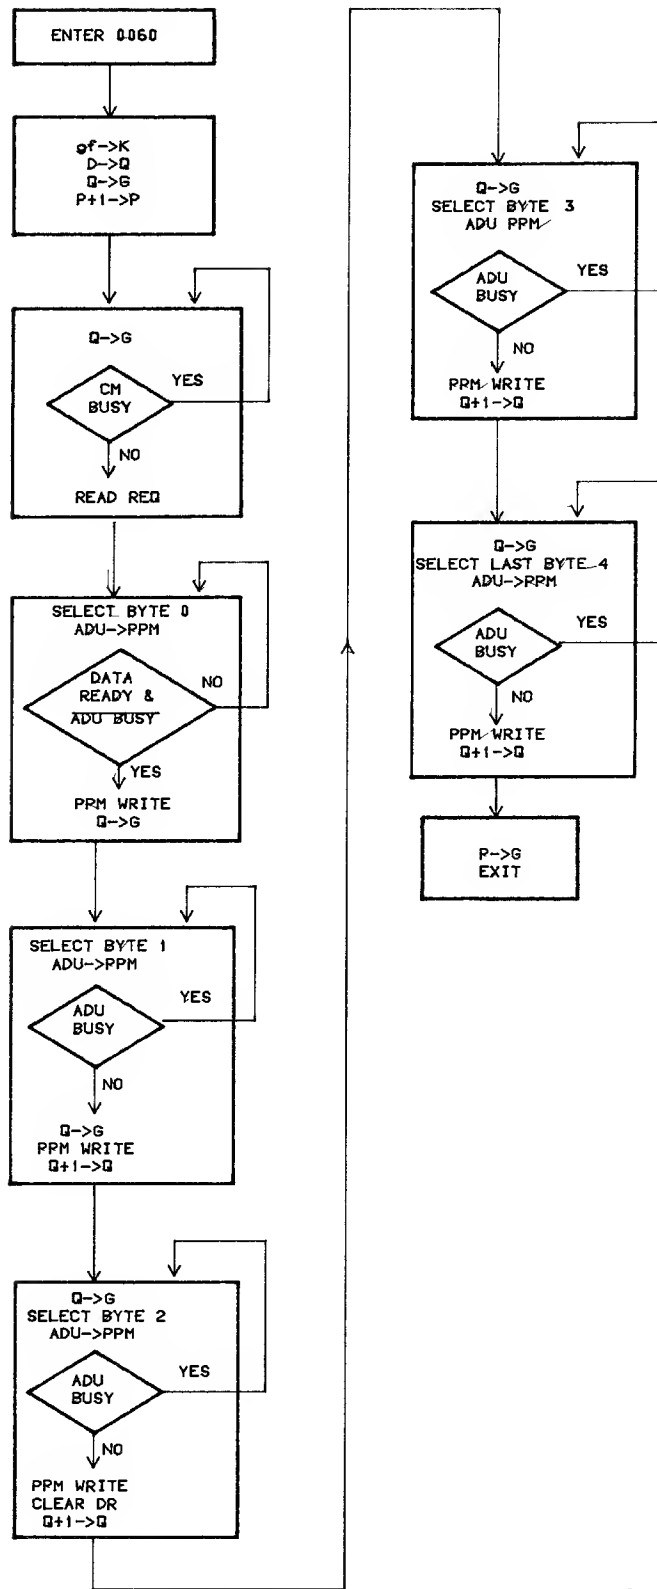 ENTER 0060
gf->K
D->Q
Q->G
P+1->P
Q->G
CM
BUSY
YES
NO
READ REQ
SELECT BYTE 0
ADU->PPM
DATA
READY &
ADU BUSY
NO
YES
PPM WRITE
Q->G
SELECT BYTE 1
ADU->PPM
ADU
BUSY
YES
NO
Q->G
PPM WRITE
Q+1->Q
Q->G
SELECT BYTE 2
ADU->PPM
ADU
BUSY
YES
NO
PPM WRITE
CLEAR DR
Q+1->Q
Q->G
SELECT BYTE 3
ADU PPM
ADU
BUSY
YES
NO
PPM WRITE
Q+1->Q
Q->G
SELECT LAST BYTE 4
ADU->PPM
ADU
BUSY
YES
NO
PPM WRITE
Q+1->Q
P->G
EXIT